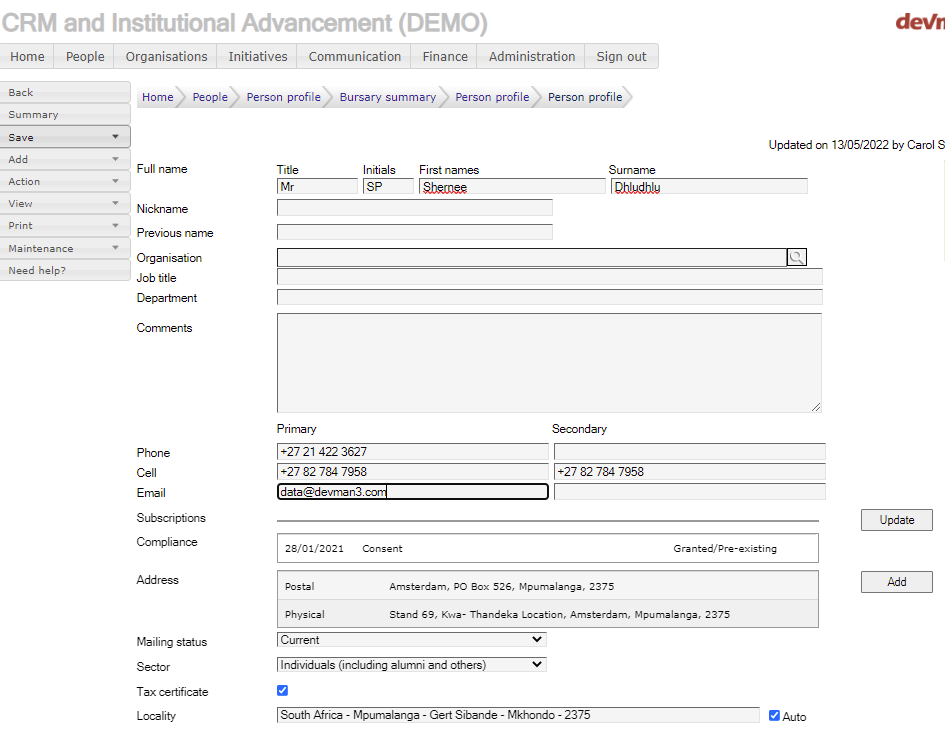 CRM and Institutional Advancement (DEMO)
Home People Organisations Initiatives Communication Finance Administration Sign out
Back
Summary
Save
Add
Action
View
Print
Maintenance
Need help?
Home People Person profile Bursary summary Person profile Person profile
Updated on 13/05/2022 by Carol S
Full name
Title Initials First names Surname
Mr SP Shernee Dhludhlu
Nickname
Previous name
Organisation
Job title
Department
Comments
Primary Secondary
Phone +27 21 422 3627
Cell +27 82 784 7958 +27 82 784 7958
Email data@devman3.com
Subscriptions Update
Compliance 28/01/2021 Consent Granted/Pre-existing
Address Add
Postal Amsterdam, PO Box 526, Mpumalanga, 2375
Physical Stand 69, Kwa- Thandeka Location, Amsterdam, Mpumalanga, 2375
Mailing status Current
Sector Individuals (including alumni and others)
Tax certificate
Locality South Africa - Mpumalanga - Gert Sibande - Mkhondo - 2375 Auto